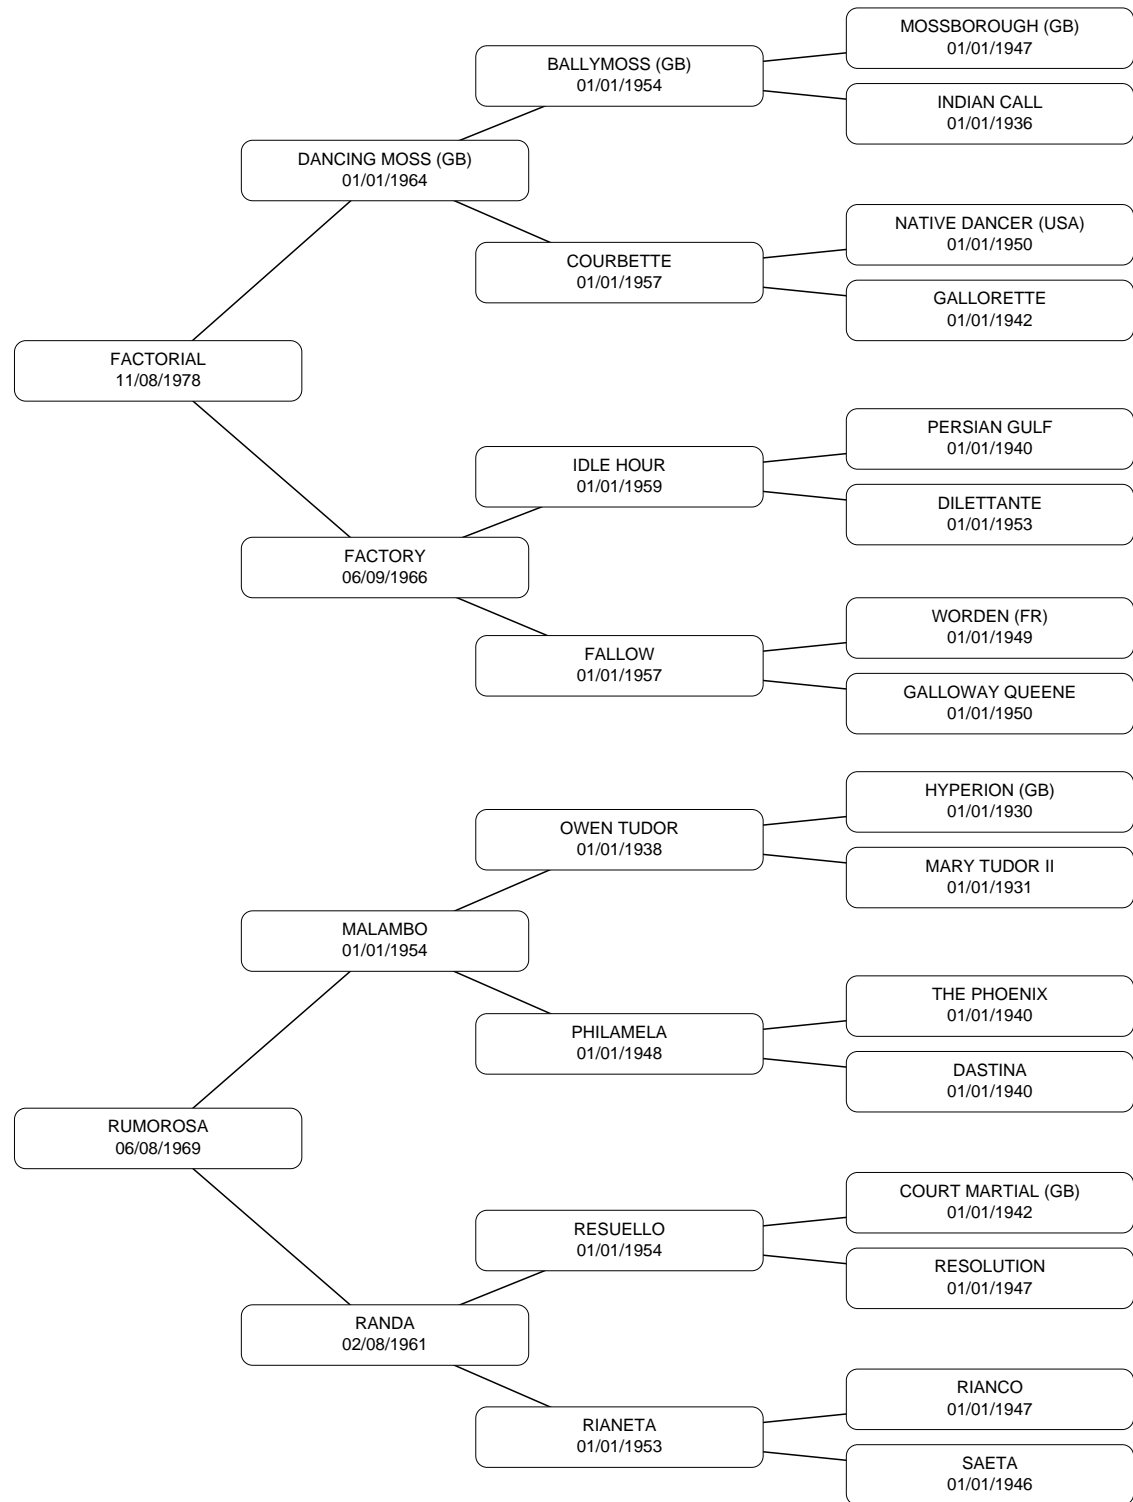 MOSSBOROUGH (GB)
01/01/1947
BALLYMOSS (GB)
01/01/1954
INDIAN CALL
01/01/1936
DANCING MOSS (GB)
01/01/1964
NATIVE DANCER (USA)
01/01/1950
COURBETTE
01/01/1957
GALLORETTE
01/01/1942
FACTORIAL
11/08/1978
PERSIAN GULF
01/01/1940
IDLE HOUR
01/01/1959
DILETTANTE
01/01/1953
FACTORY
06/09/1966
WORDEN (FR)
01/01/1949
FALLOW
01/01/1957
GALLOWAY QUEENE
01/01/1950
HYPERION (GB)
01/01/1930
OWEN TUDOR
01/01/1938
MARY TUDOR II
01/01/1931
MALAMBO
01/01/1954
THE PHOENIX
01/01/1940
PHILAMELA
01/01/1948
DASTINA
01/01/1940
RUMOROSA
06/08/1969
COURT MARTIAL (GB)
01/01/1942
RESUELLO
01/01/1954
RESOLUTION
01/01/1947
RANDA
02/08/1961
RIANCO
01/01/1947
RIANETA
01/01/1953
SAETA
01/01/1946